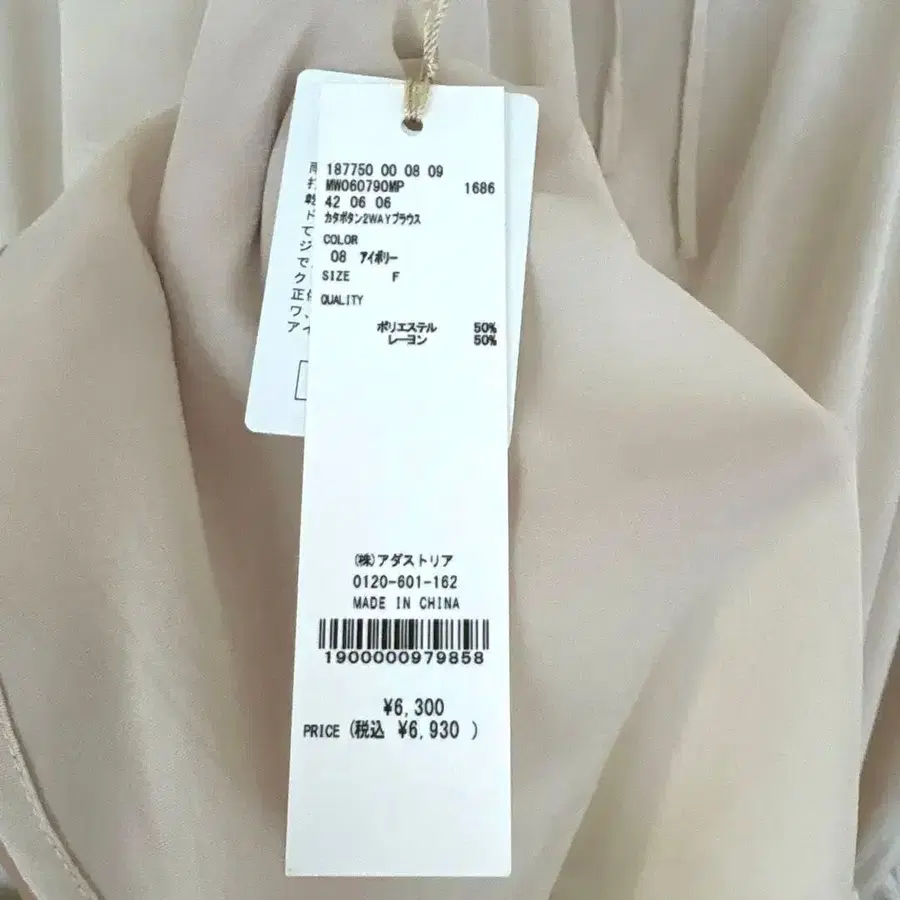 187750 00 08 09
MW060790MP 1686
42 06 06
カタボタン2WAYブラウス
COLOR
08 アイボリー
SIZE F
QUALITY
ポリエステル 50%
レーヨン 50%
(株)アダストリア
0120-601-162
MADE IN CHINA
1900000979858
¥6,300
PRICE (税込 ¥6,930 )